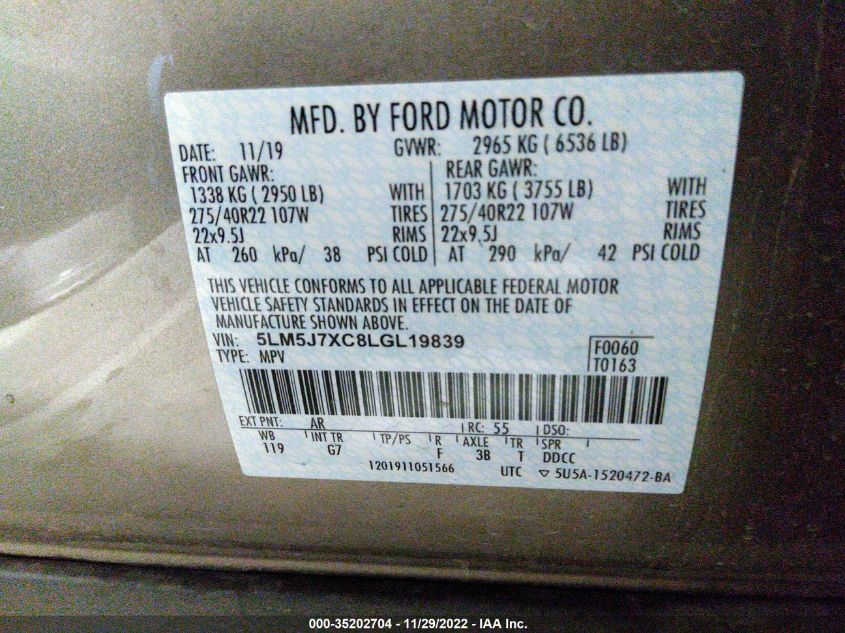 MFD. BY FORD MOTOR CO.
DATE: 11/19 GVWR: 2965 KG ( 6536 LB)
FRONT GAWR: REAR GAWR:
1338 KG ( 2950 LB) WITH 1703 KG ( 3755 LB) WITH
275/40R22 107W TIRES 275/40R22 107W TIRES
22x9.5J RIMS 22x9.5J RIMS
AT 260 kPa/ 38 PSI COLD AT 290 kPa/ 42 PSI COLD
THIS VEHICLE CONFORMS TO ALL APPLICABLE FEDERAL MOTOR
VEHICLE SAFETY STANDARDS IN EFFECT ON THE DATE OF
MANUFACTURE SHOWN ABOVE.
VIN: 5LM5J7XC8LGL19839 F0060
TYPE: MPV T0163
EXT PNT: AR RC: 55 DSO:
WB INT TR TP/PS R AXLE TR SPR
119 G7 F 3B T DDCC
1201911051566 UTC ▽ 5U5A-1520472-BA
000-35202704 - 11/29/2022 - IAA Inc.